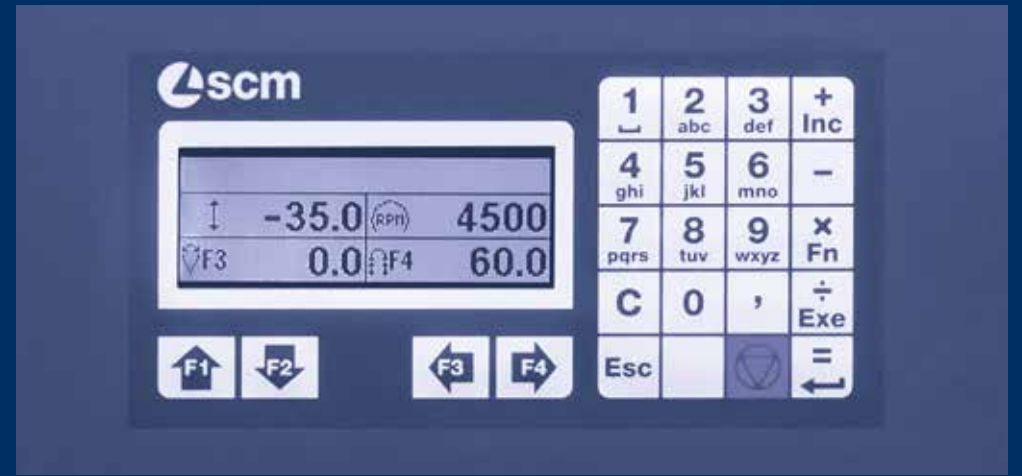 scm
-35.0 (RPM) 4500
F3 0.0 F4 60.0
F1 F2 F3 F4
1 2 abc 3 def + Inc
4 ghi 5 jkl 6 mno -
7 pqrs 8 tuv 9 wxyz × Fn
C 0 , ÷ Exe
Esc =